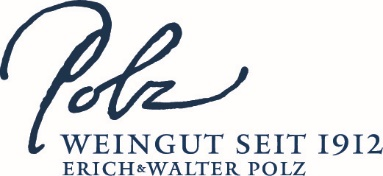 Polz
WEINGUT SEIT 1912
ERICH&WALTER POLZ